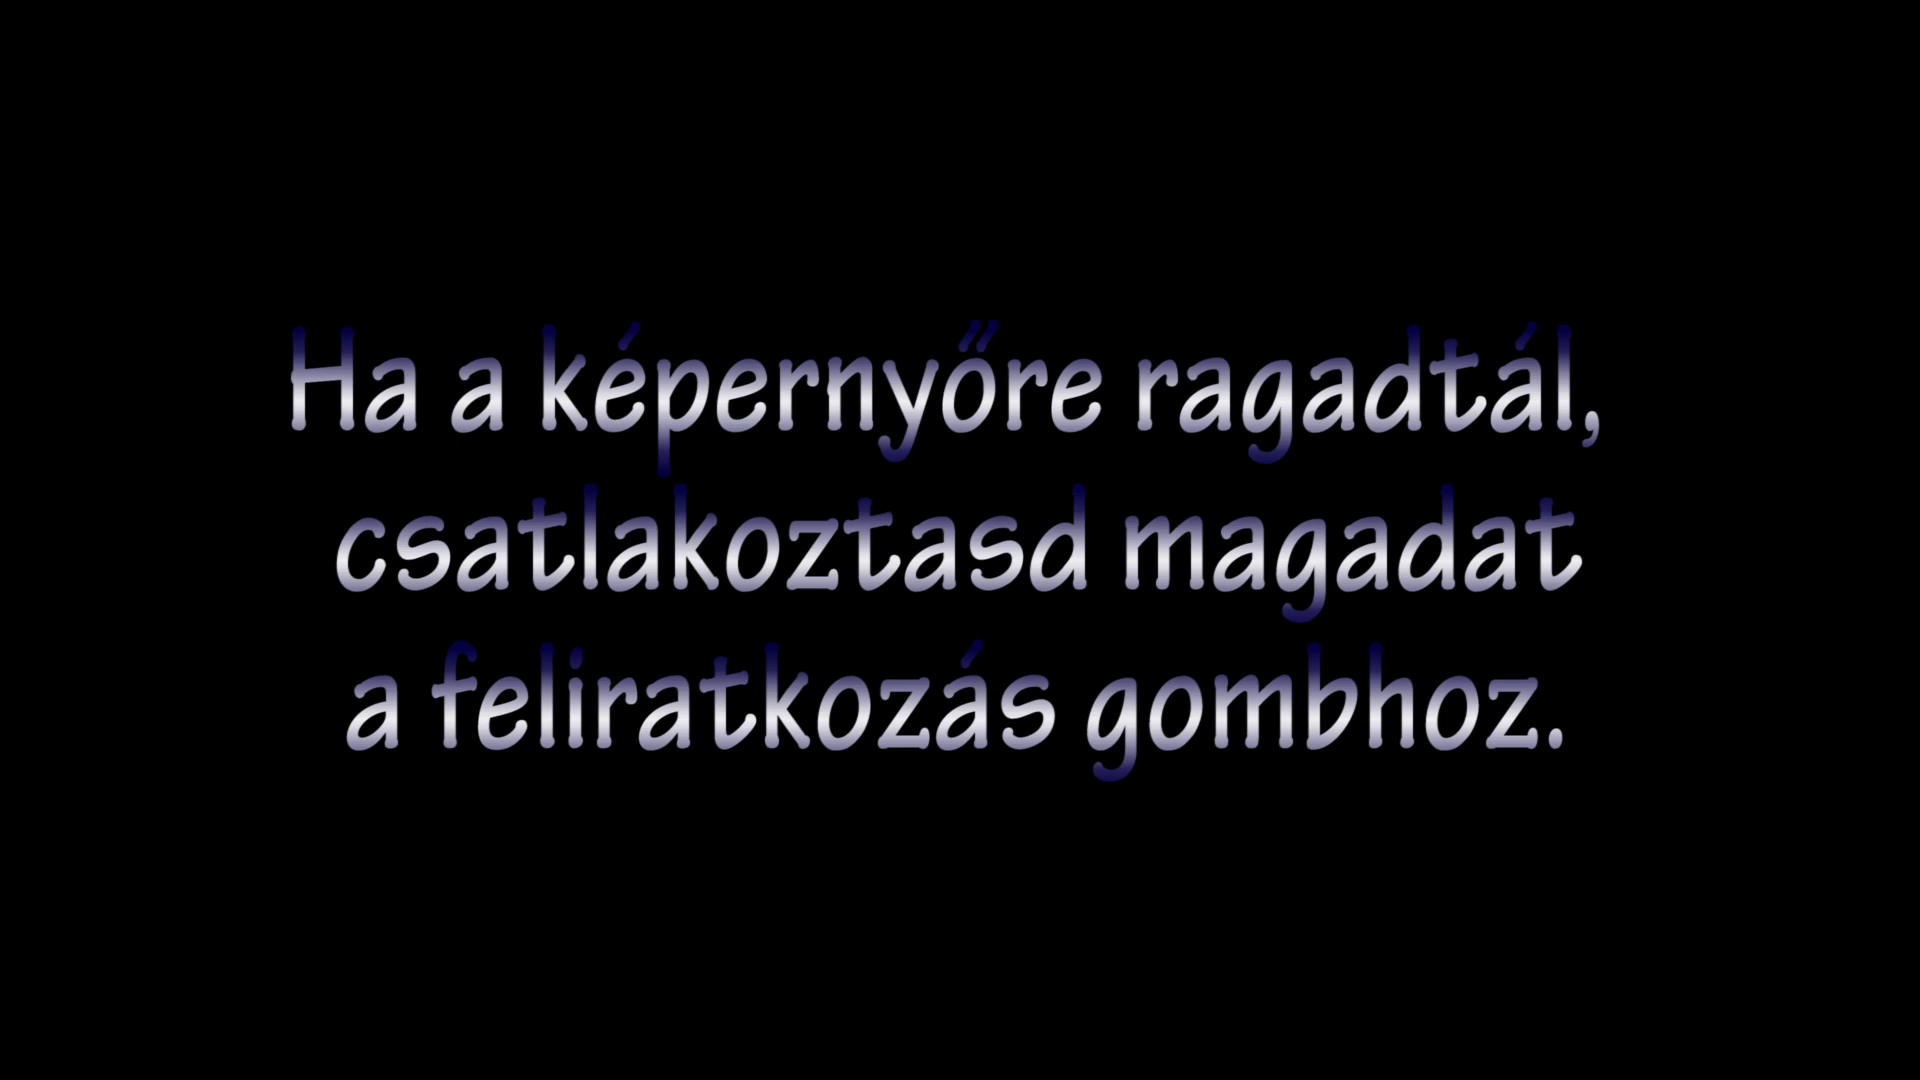 Ha a képernyőre ragadtál,
csatlakoztasd magadat
a feliratkozás gombhoz.